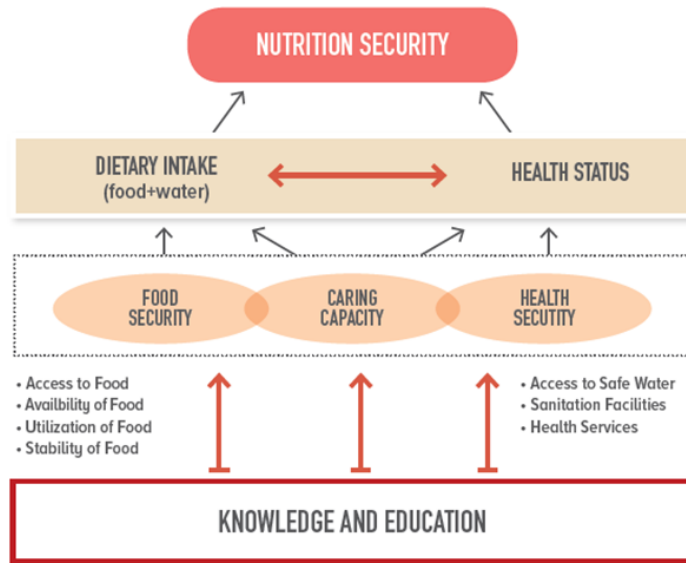 NUTRITION SECURITY
DIETARY INTAKE
(food+water)
HEALTH STATUS
FOOD
SECURITY
CARING
CAPACITY
HEALTH
SECUTITY
• Access to Food
• Availbility of Food
• Utilization of Food
• Stability of Food
• Access to Safe Water
• Sanitation Facilities
• Health Services
KNOWLEDGE AND EDUCATION